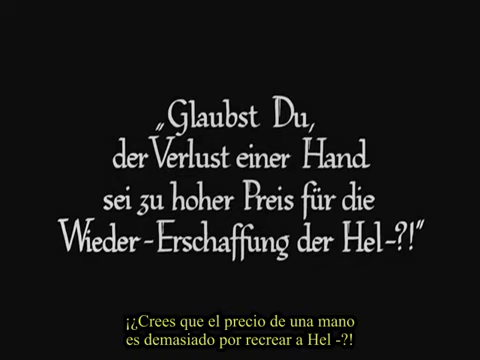 „Glaubst Du,
der Verlust einer Hand
sei zu hoher Preis für die
Wieder-Erschaffung der Hel-?!"
¡¿Crees que el precio de una mano
es demasiado por recrear a Hel -?!